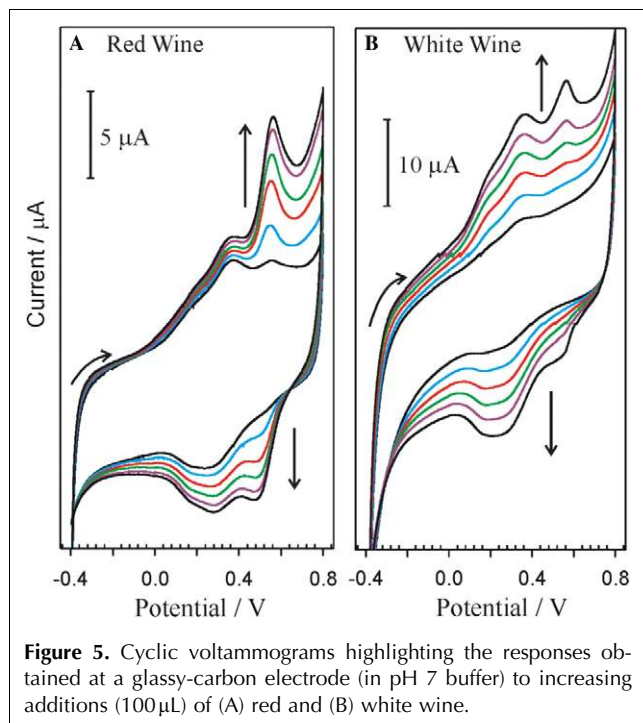 A Red Wine
B White Wine
5 μA
10 μA
Current / μA
-0.4 0.0 0.4 0.8
-0.4 0.0 0.4 0.8
Potential / V
Potential / V
Figure 5. Cyclic voltammograms highlighting the responses ob-
tained at a glassy-carbon electrode (in pH 7 buffer) to increasing
additions (100 μL) of (A) red and (B) white wine.